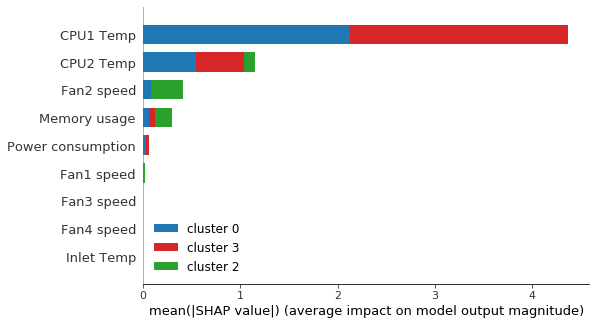 CPU1 Temp
CPU2 Temp
Fan2 speed
Memory usage
Power consumption
Fan1 speed
Fan3 speed
Fan4 speed
Inlet Temp
cluster 0
cluster 3
cluster 2
0 1 2 3 4
mean(|SHAP value|) (average impact on model output magnitude)